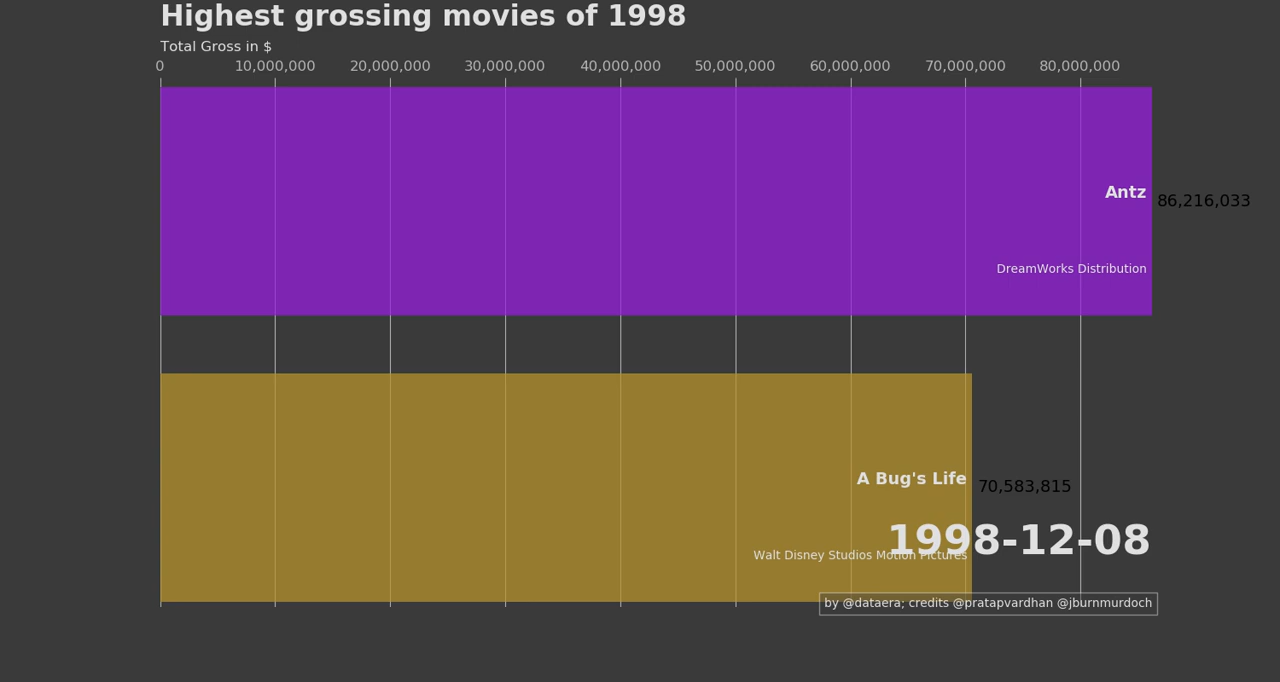 Highest grossing movies of 1998
Total Gross in $
0 10,000,000 20,000,000 30,000,000 40,000,000 50,000,000 60,000,000 70,000,000 80,000,000
Antz
86,216,033
DreamWorks Distribution
A Bug's Life
70,583,815
1998-12-08
Walt Disney Studios Motion Pictures
by @dataera; credits @pratapvardhan @jburnmurdoch